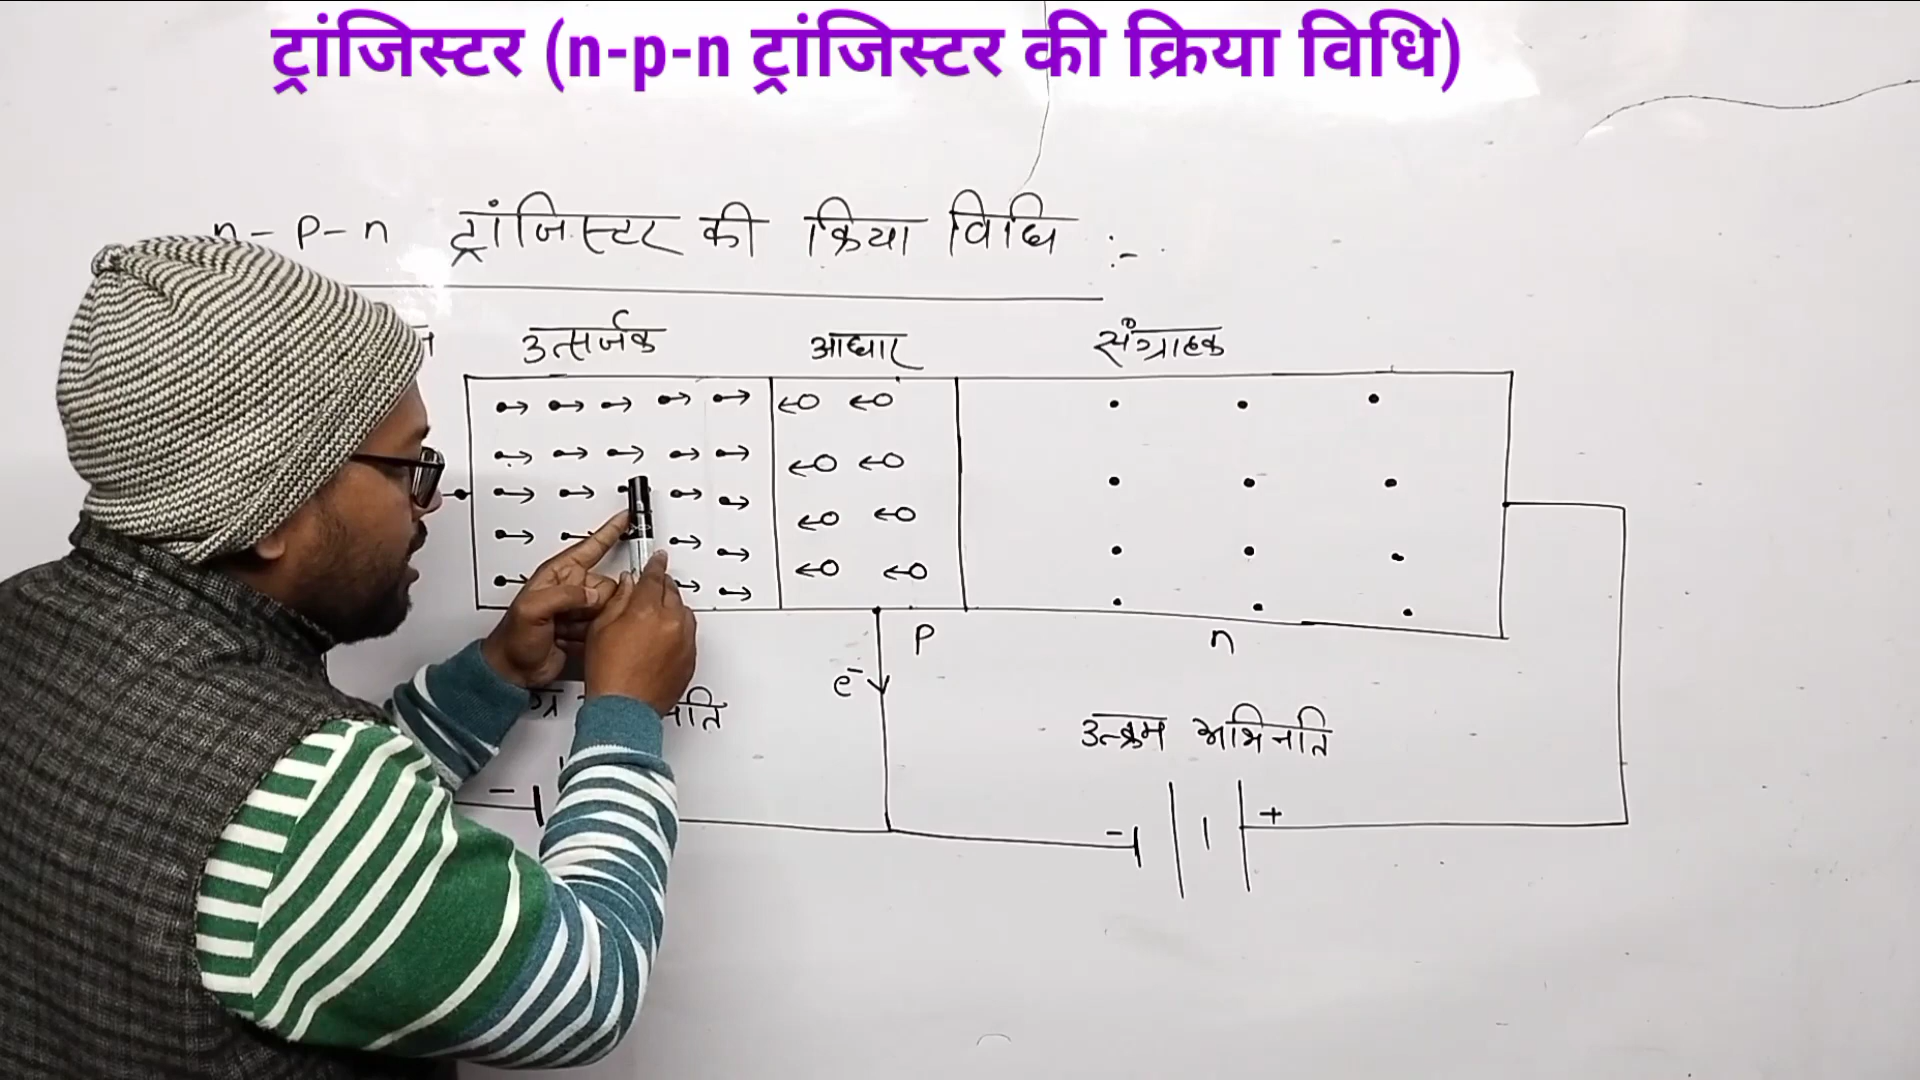 ट्रांजिस्टर (n-p-n ट्रांजिस्टर की क्रिया विधि)
n-p-n ट्रांजिस्टर की क्रिया विधि :-
उत्सर्जक आधार संग्राहक
P n
e-
उत्क्रम अभिनति
- - +